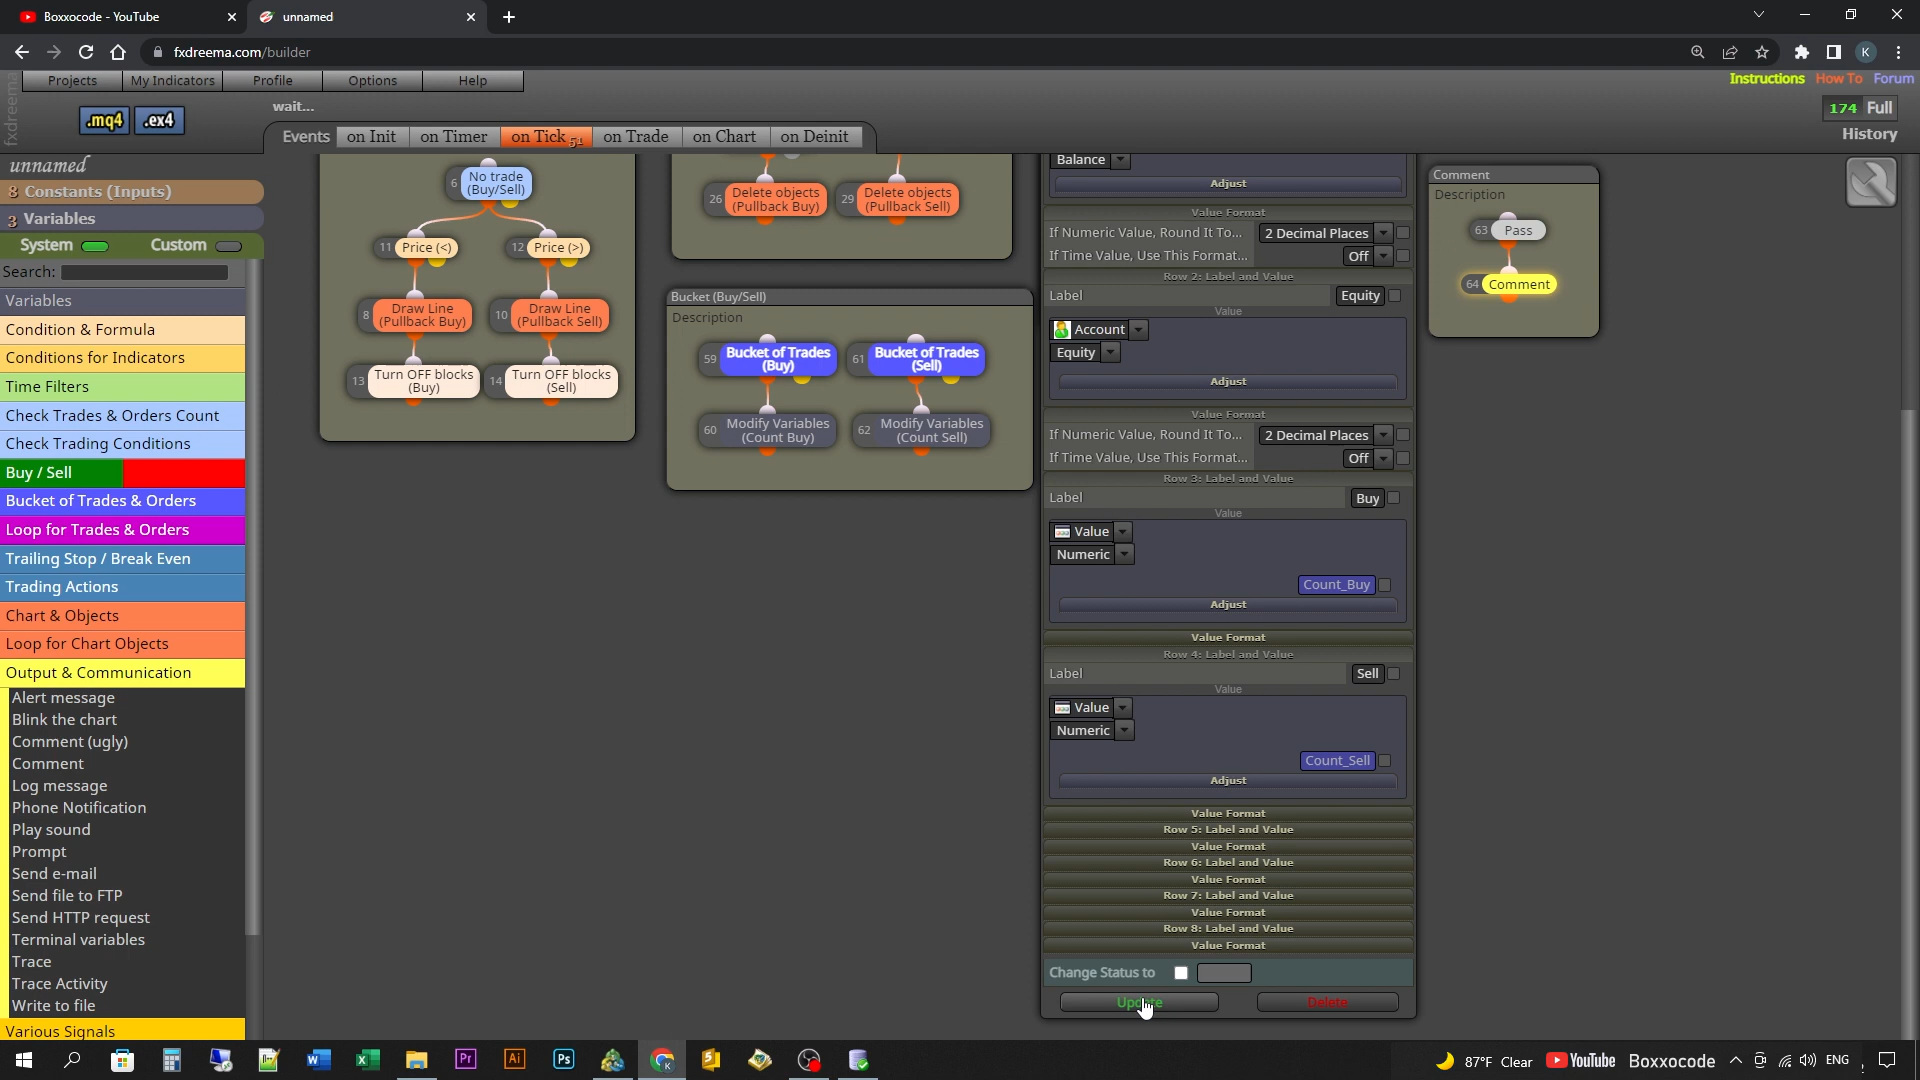 Boxxocode - YouTube
unnamed
fxdreema.com/builder
K
fxdreema
Projects
My Indicators
Profile
Options
Help
Instructions
How To
Forum
wait...
.mq4
.ex4
174 Full
History
Events
on Init
on Timer
on Tick 51
on Trade
on Chart
on Deinit
unnamed
8 Constants (Inputs)
3 Variables
System
Custom
Search:
Variables
Condition & Formula
Conditions for Indicators
Time Filters
Check Trades & Orders Count
Check Trading Conditions
Buy / Sell
Bucket of Trades & Orders
Loop for Trades & Orders
Trailing Stop / Break Even
Trading Actions
Chart & Objects
Loop for Chart Objects
Output & Communication
Alert message
Blink the chart
Comment (ugly)
Comment
Log message
Phone Notification
Play sound
Prompt
Send e-mail
Send file to FTP
Send HTTP request
Terminal variables
Trace
Trace Activity
Write to file
Various Signals
6 No trade
(Buy/Sell)
11 Price (<)
12 Price (>)
8 Draw Line
(Pullback Buy)
10 Draw Line
(Pullback Sell)
13 Turn OFF blocks
(Buy)
14 Turn OFF blocks
(Sell)
26 Delete objects
(Pullback Buy)
29 Delete objects
(Pullback Sell)
Bucket (Buy/Sell)
Description
59 Bucket of Trades
(Buy)
61 Bucket of Trades
(Sell)
60 Modify Variables
(Count Buy)
62 Modify Variables
(Count Sell)
Balance
Adjust
Value Format
If Numeric Value, Round It To...
2 Decimal Places
If Time Value, Use This Format...
Off
Row 2: Label and Value
Label
Equity
Value
Account
Equity
Adjust
Value Format
If Numeric Value, Round It To...
2 Decimal Places
If Time Value, Use This Format...
Off
Row 3: Label and Value
Label
Buy
Value
Value
Numeric
Count_Buy
Adjust
Value Format
Row 4: Label and Value
Label
Sell
Value
Value
Numeric
Count_Sell
Adjust
Value Format
Row 5: Label and Value
Value Format
Row 6: Label and Value
Value Format
Row 7: Label and Value
Value Format
Row 8: Label and Value
Value Format
Change Status to
Update
Delete
Comment
Description
63 Pass
64 Comment
87°F Clear
YouTube
Boxxocode
ENG